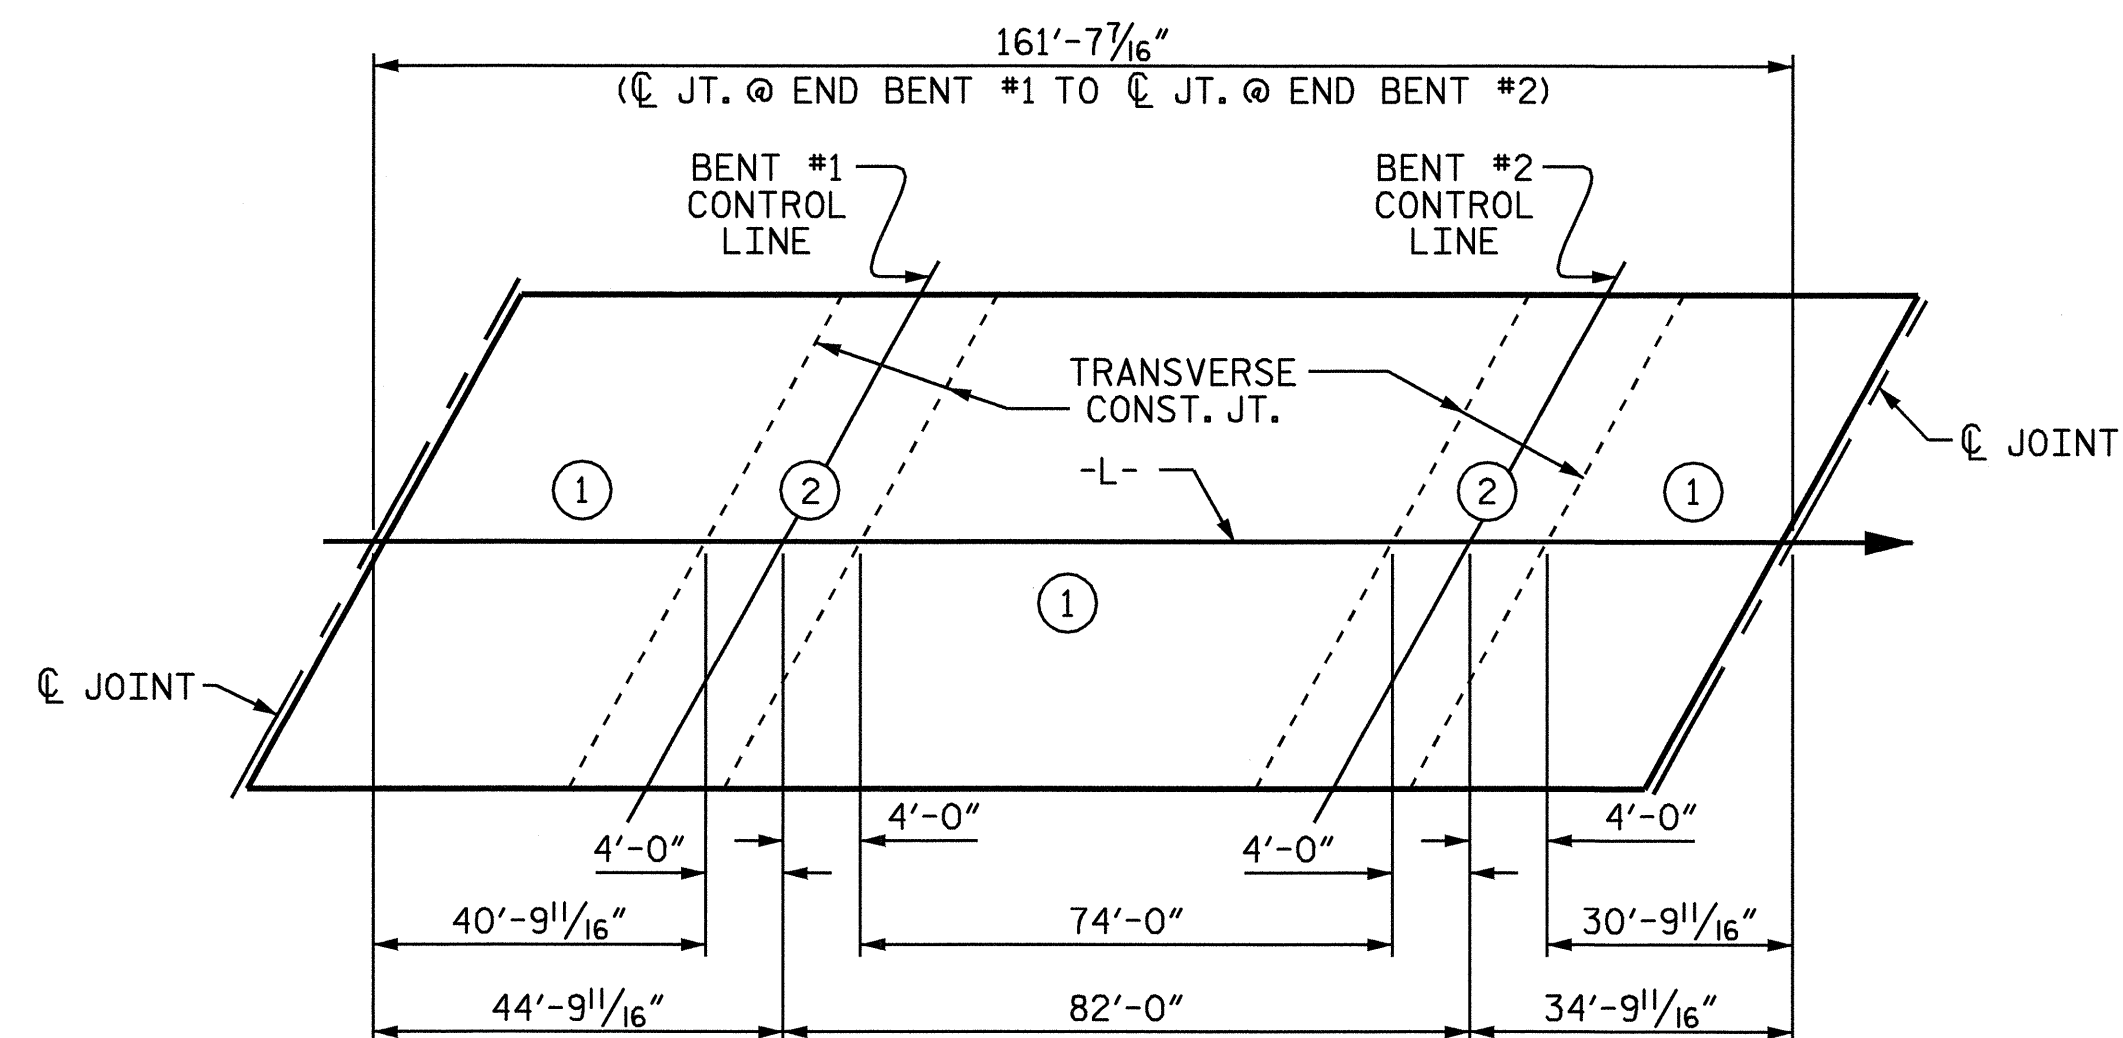 161'-7 7/16"
(℄ JT. @ END BENT #1 TO ℄ JT. @ END BENT #2)
BENT #1
CONTROL
LINE
BENT #2
CONTROL
LINE
TRANSVERSE
CONST. JT.
℄ JOINT
-L-
1
2
2
1
1
℄ JOINT
4'-0"
4'-0"
4'-0"
4'-0"
40'-9 11/16"
74'-0"
30'-9 11/16"
44'-9 11/16"
82'-0"
34'-9 11/16"